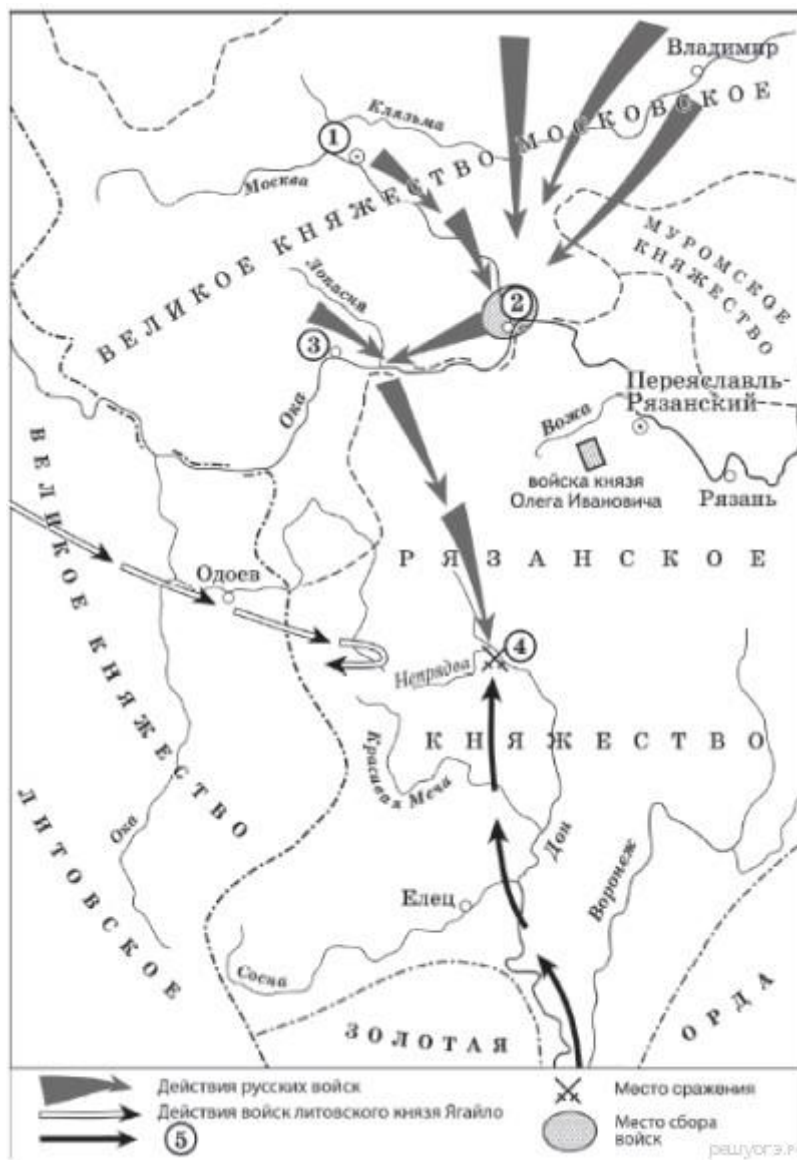 Владимир
Клязьма
1
Москва
ВЕЛИКОЕ КНЯЖЕСТВО МОСКОВСКОЕ
МУРОМСКОЕ
КНЯЖЕСТВО
Лопасня
2
3
Ока
Переяславль-
Рязанский
Вожа
войска князя
Олега Ивановича
Рязань
РЯЗАНСКОЕ
Одоев
4
Непрядва
КНЯЖЕСТВО
Красивая Меча
Дон
Воронеж
Ока
ВЕЛИКОЕ КНЯЖЕСТВО
ЛИТОВСКОЕ
Елец
Сосна
ЗОЛОТАЯ
ОРДА
Действия русских войск
Действия войск литовского князя Ягайло
5
Место сражения
Место сбора
войск